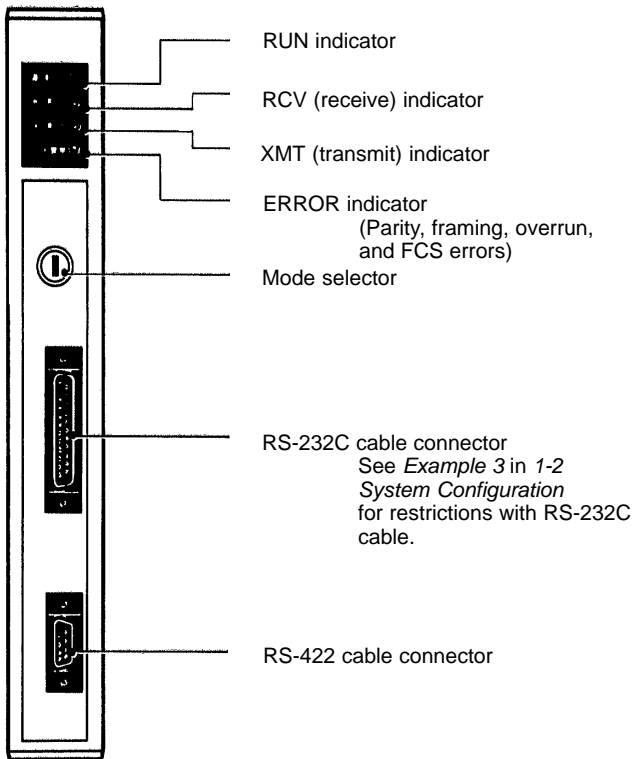 RUN indicator
RCV (receive) indicator
XMT (transmit) indicator
ERROR indicator
(Parity, framing, overrun,
and FCS errors)
Mode selector
RS-232C cable connector
See Example 3 in 1-2
System Configuration
for restrictions with RS-232C
cable.
RS-422 cable connector